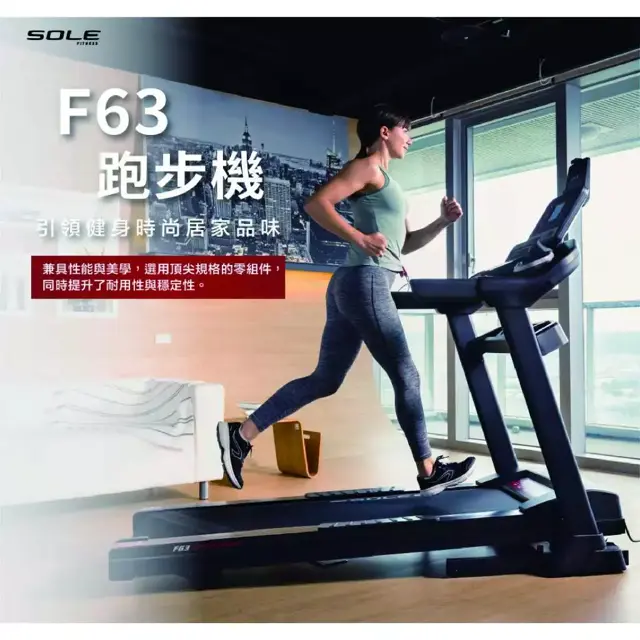 SOLE
FITNESS
F63
跑步機
引領健身時尚居家品味
兼具性能與美學，選用頂尖規格的零組件，
同時提升了耐用性與穩定性。
F63